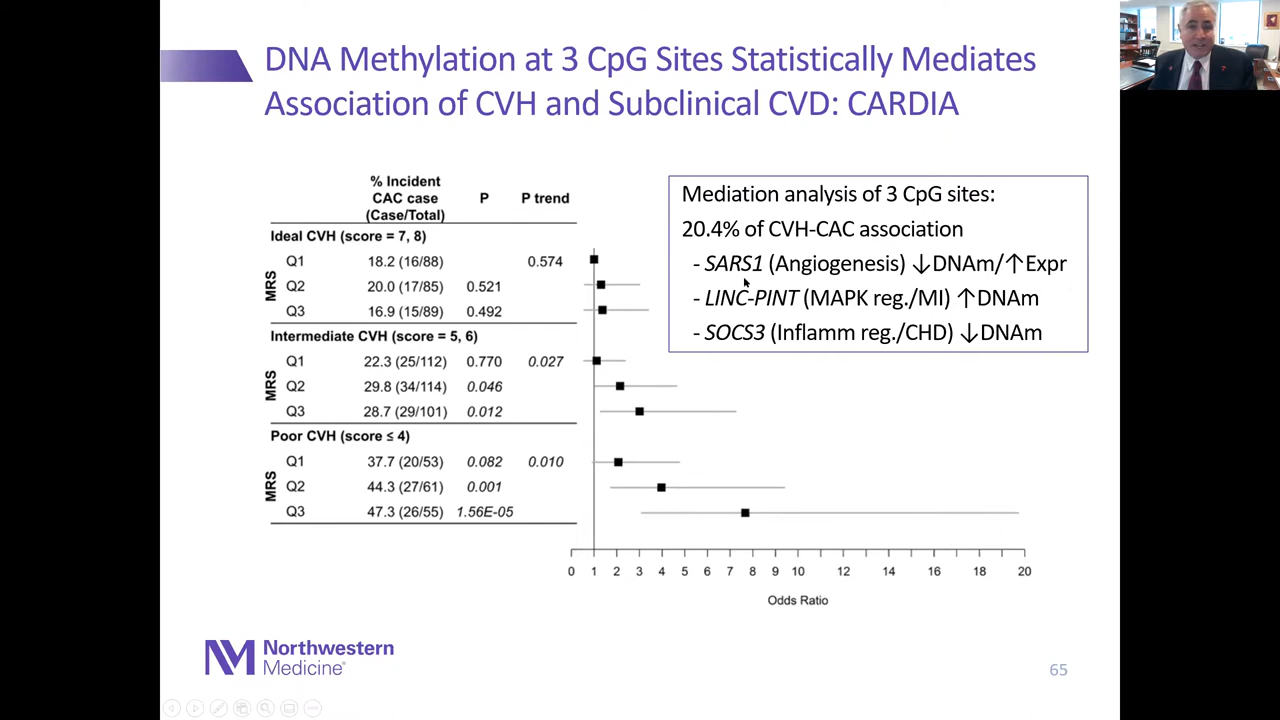 DNA Methylation at 3 CpG Sites Statistically Mediates
Association of CVH and Subclinical CVD: CARDIA
% Incident
CAC case
(Case/Total)
P
P trend
Ideal CVH (score = 7, 8)
MRS
Q1 18.2 (16/88) 0.574
Q2 20.0 (17/85) 0.521
Q3 16.9 (15/89) 0.492
Intermediate CVH (score = 5, 6)
MRS
Q1 22.3 (25/112) 0.770 0.027
Q2 29.8 (34/114) 0.046
Q3 28.7 (29/101) 0.012
Poor CVH (score ≤ 4)
MRS
Q1 37.7 (20/53) 0.082 0.010
Q2 44.3 (27/61) 0.001
Q3 47.3 (26/55) 1.56E-05
0 1 2 3 4 5 6 7 8 9 10 12 14 16 18 20
Odds Ratio
Mediation analysis of 3 CpG sites:
20.4% of CVH-CAC association
- SARS1 (Angiogenesis) ↓DNAm/↑Expr
- LINC-PINT (MAPK reg./MI) ↑DNAm
- SOCS3 (Inflamm reg./CHD) ↓DNAm
NM Northwestern
Medicine®
65